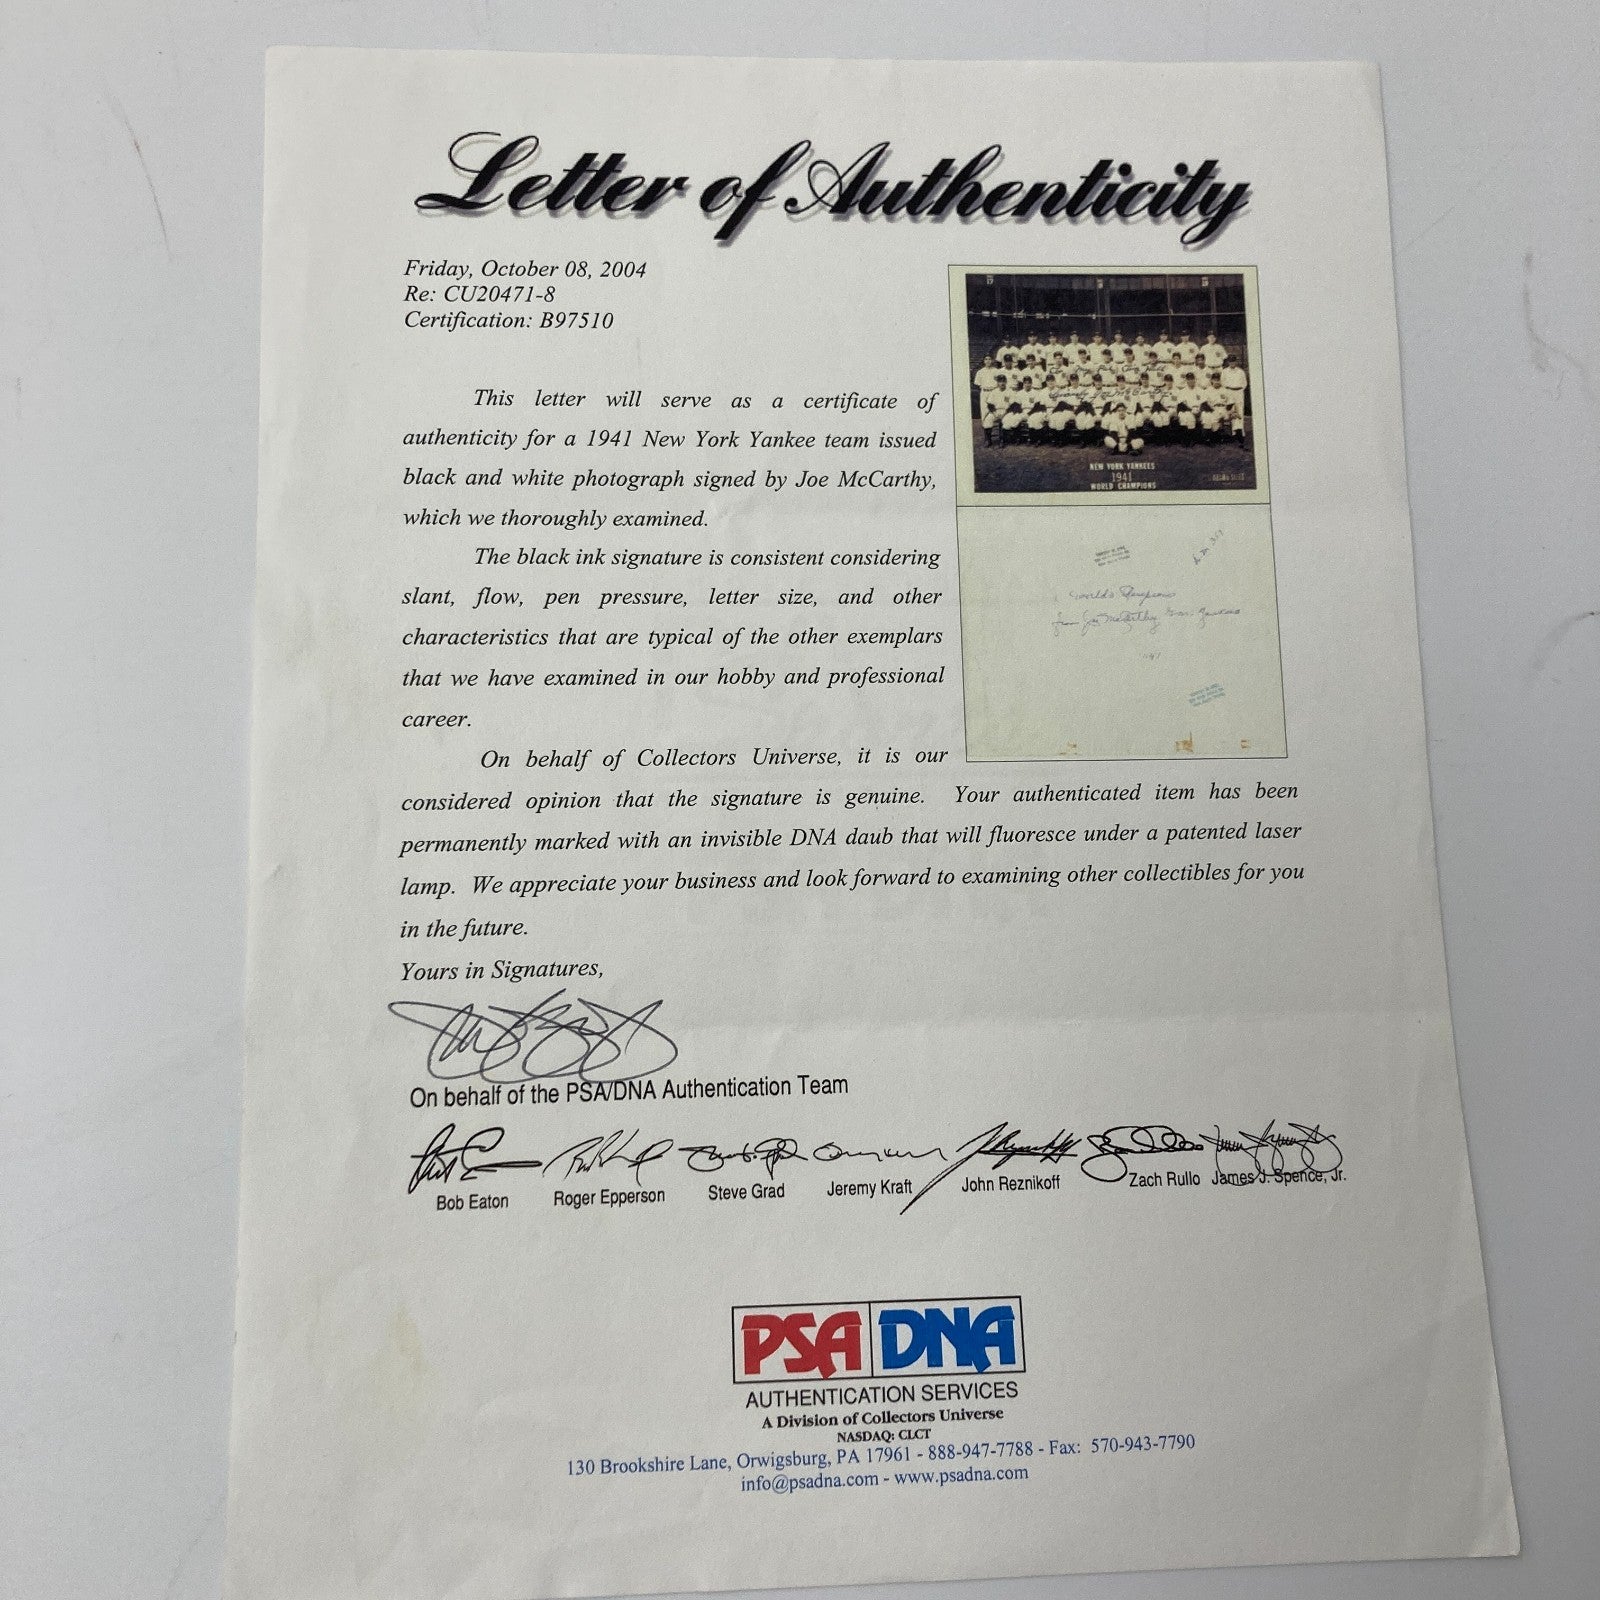 Letter of Authenticity
Friday, October 08, 2004
Re: CU20471-8
Certification: B97510
This letter will serve as a certificate of
authenticity for a 1941 New York Yankee team issued
black and white photograph signed by Joe McCarthy,
which we thoroughly examined.
The black ink signature is consistent considering
slant, flow, pen pressure, letter size, and other
characteristics that are typical of the other exemplars
that we have examined in our hobby and professional
career.
On behalf of Collectors Universe, it is our
considered opinion that the signature is genuine. Your authenticated item has been
permanently marked with an invisible DNA daub that will fluoresce under a patented laser
lamp. We appreciate your business and look forward to examining other collectibles for you
in the future.
Yours in Signatures,
NEW YORK YANKEES
1941
WORLD CHAMPIONS
World's Champions
from Joe McCarthy Mgr. Yankees
1941
On behalf of the PSA/DNA Authentication Team
Bob Eaton Roger Epperson Steve Grad Jeremy Kraft John Reznikoff Zach Rullo James J. Spence, Jr.
PSA DNA
AUTHENTICATION SERVICES
A Division of Collectors Universe
NASDAQ: CLCT
130 Brookshire Lane, Orwigsburg, PA 17961 - 888-947-7788 - Fax: 570-943-7790
info@psadna.com - www.psadna.com